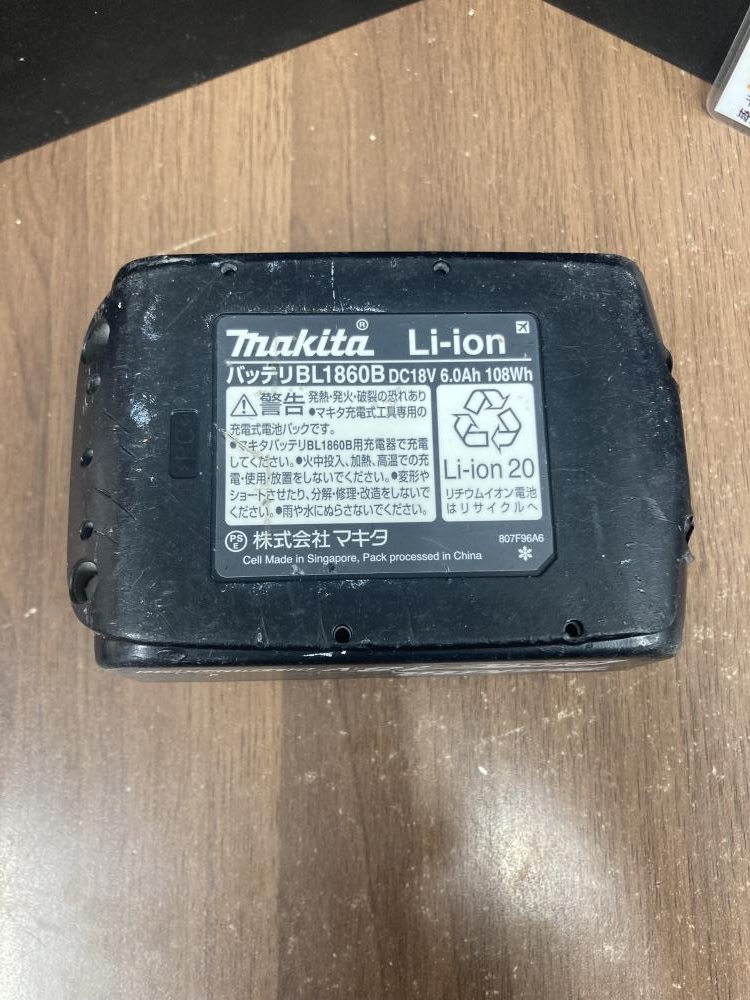 makita® Li-ion
バッテリBL1860B DC18V 6.0Ah 108Wh
警告 発熱・発火・破裂の恐れあり
●マキタ充電式工具専用の
充電式電池パックです。
●マキタバッテリBL1860B用充電器で充電
してください。●火中投入、加熱、高温での充
電・使用・放置をしないでください。●変形や
ショートさせたり、分解・修理・改造をしないで
ください。●雨や水にぬらさないでください。
Li-ion 20
リチウムイオン電池
はリサイクルへ
PSE 株式会社マキタ
807F96A6
Cell Made in Singapore, Pack processed in China